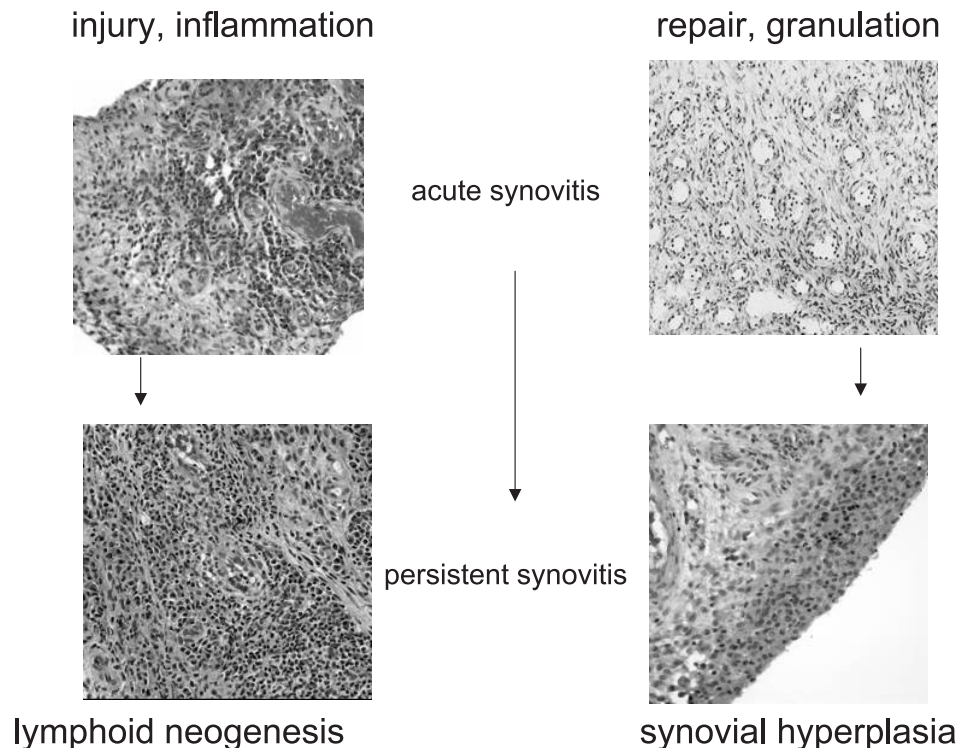 injury, inflammation
repair, granulation
acute synovitis
persistent synovitis
lymphoid neogenesis
synovial hyperplasia